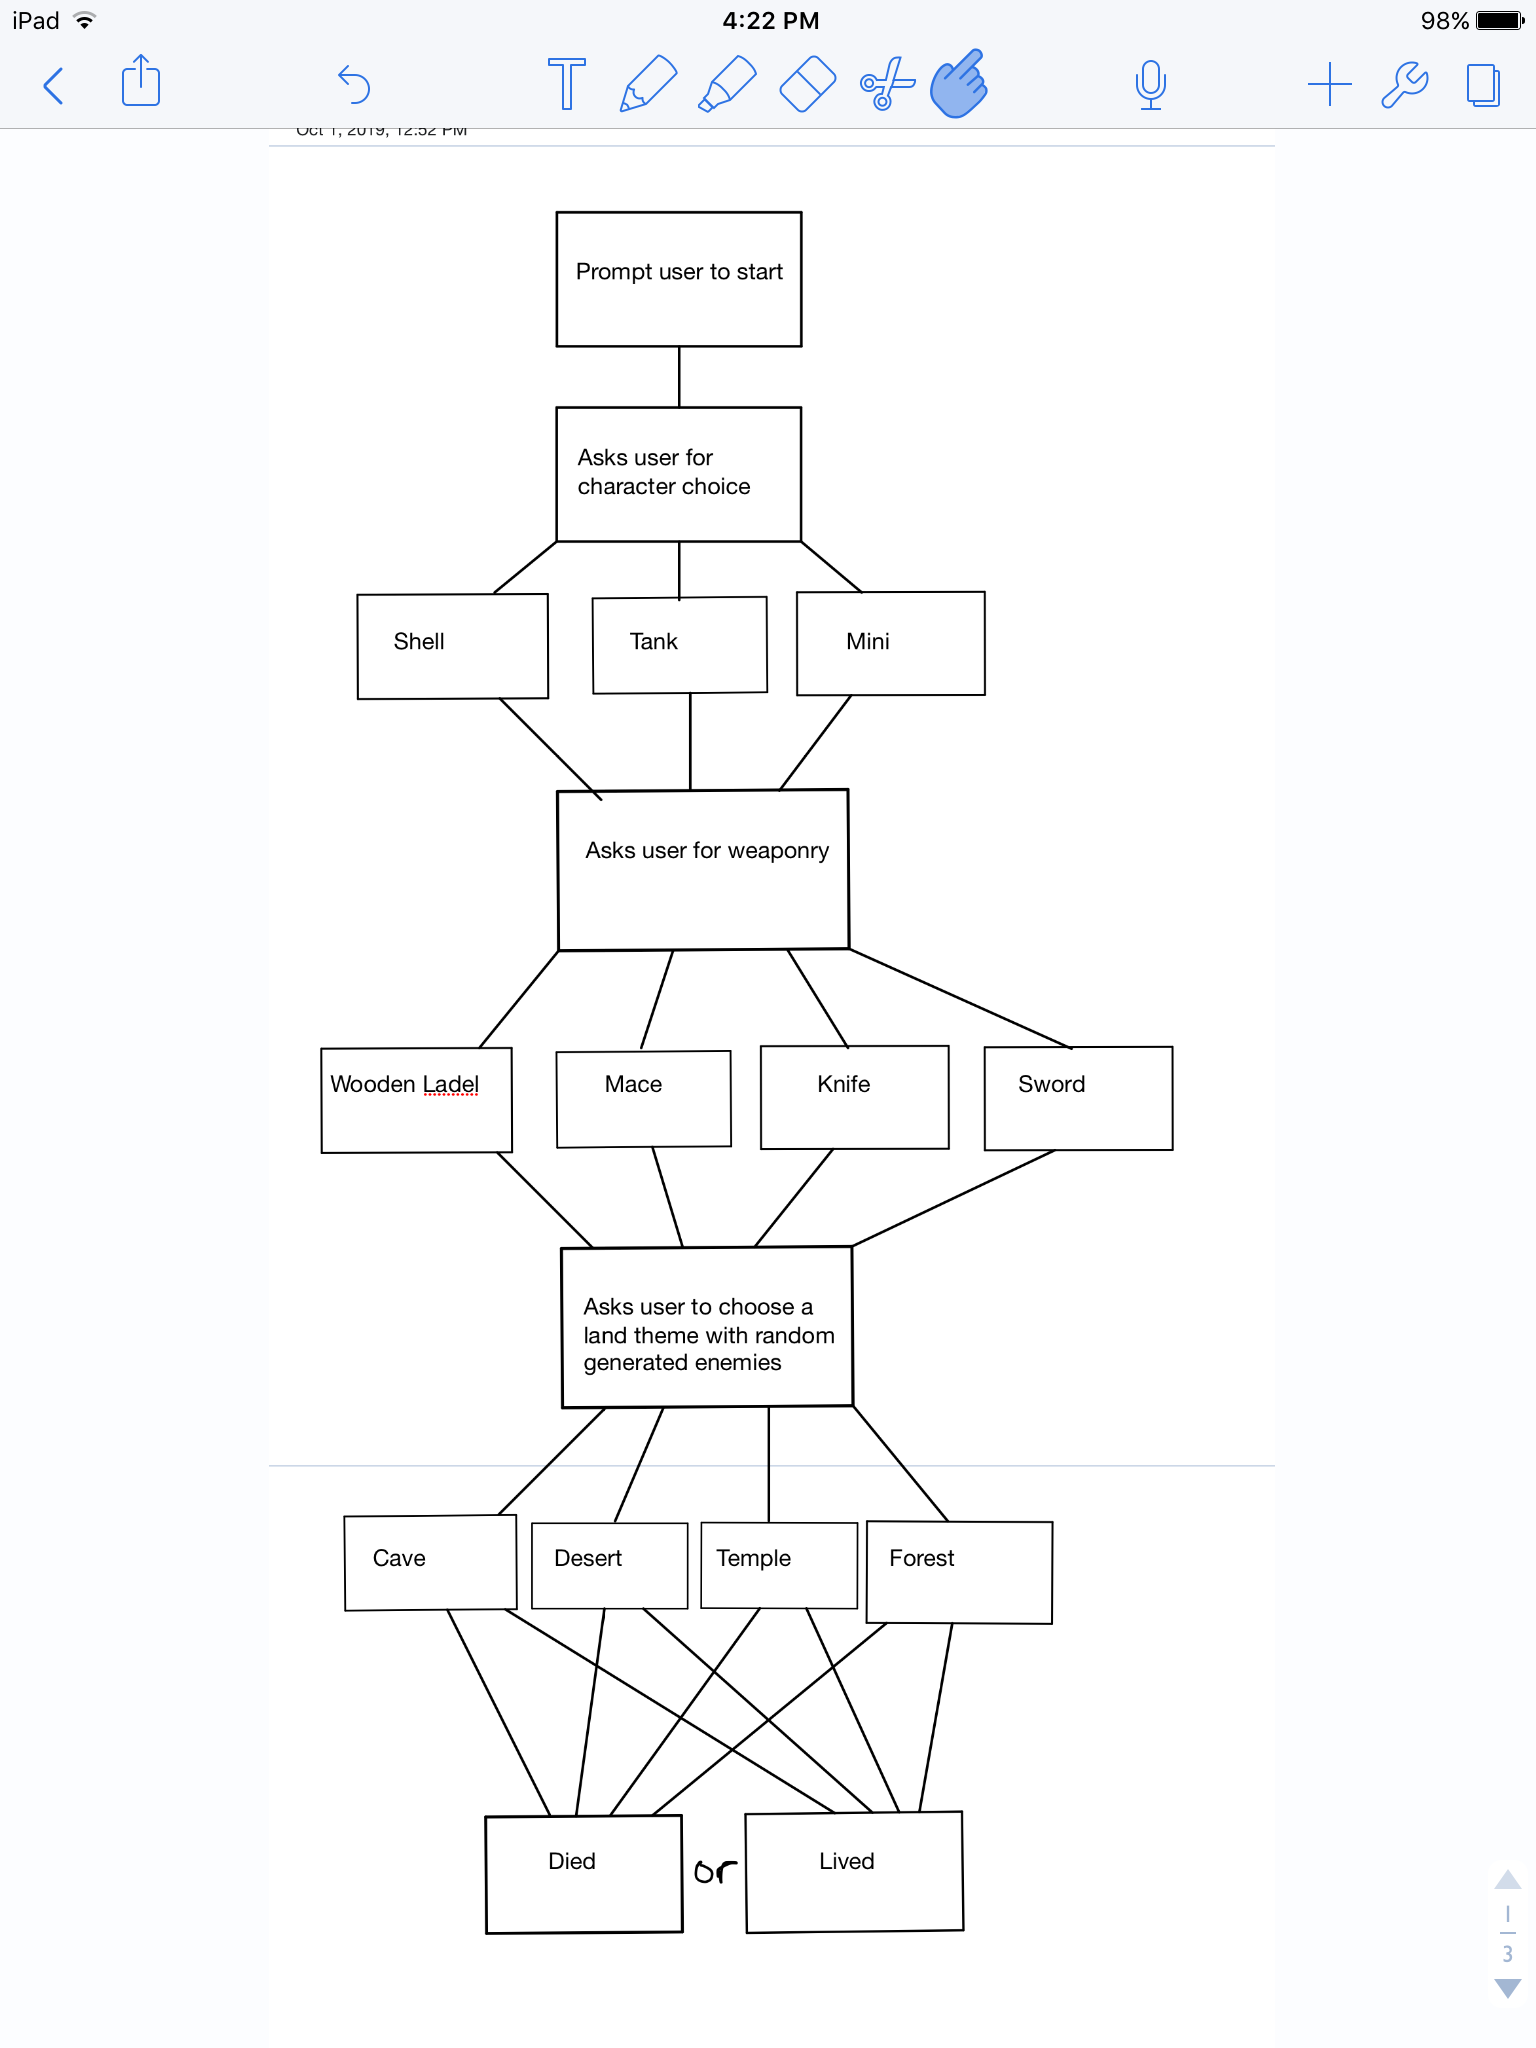 iPad
4:22 PM
98%
T
Oct 1, 2019, 12:52 PM
Prompt user to start
Asks user for
character choice
Shell
Tank
Mini
Asks user for weaponry
Wooden Ladel
Mace
Knife
Sword
Asks user to choose a
land theme with random
generated enemies
Cave
Desert
Temple
Forest
Died
or
Lived
1
3